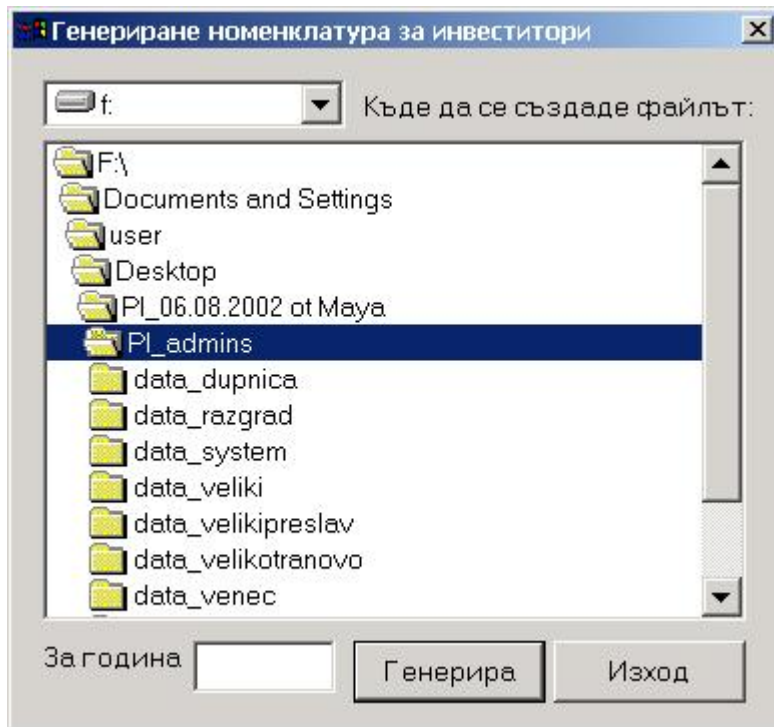 Генериране номенклатура за инвеститори
f: Къде да се създаде файлът:
F:\
Documents and Settings
user
Desktop
PI_06.08.2002 ot Maya
PI_admins
data_dupnica
data_razgrad
data_system
data_veliki
data_velikipreslav
data_velikotranovo
data_venec
За година Генерира Изход